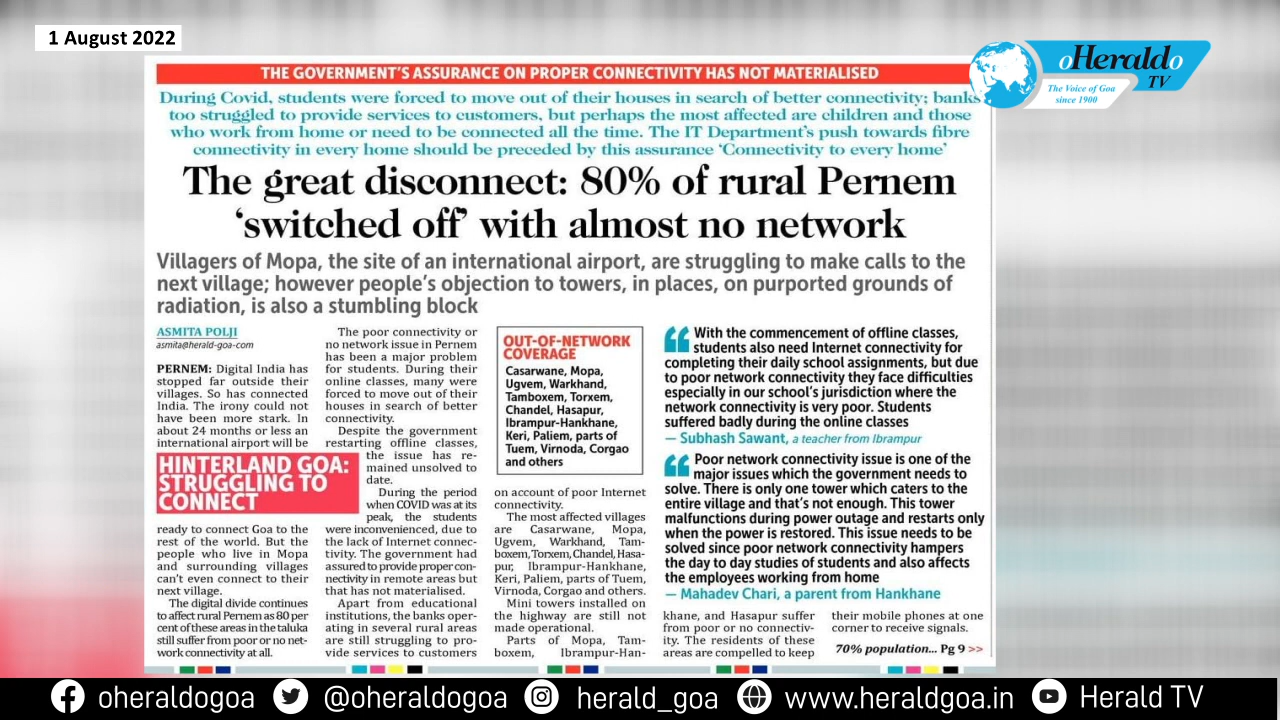 1 August 2022
oHeraldo
TV
The Voice of Goa
since 1900
THE GOVERNMENT'S ASSURANCE ON PROPER CONNECTIVITY HAS NOT MATERIALISED
During Covid, students were forced to move out of their houses in search of better connectivity; banks
too struggled to provide services to customers, but perhaps the most affected are children and those
who work from home or need to be connected all the time. The IT Department's push towards fibre
connectivity in every home should be preceded by this assurance 'Connectivity to every home'
The great disconnect: 80% of rural Pernem
'switched off' with almost no network
Villagers of Mopa, the site of an international airport, are struggling to make calls to the
next village; however people's objection to towers, in places, on purported grounds of
radiation, is also a stumbling block
ASMITA POLJI
asmita@herald-goa-com
PERNEM: Digital India has
stopped far outside their
villages. So has connected
India. The irony could not
have been more stark. In
about 24 months or less an
international airport will be
HINTERLAND GOA:
STRUGGLING TO
CONNECT
ready to connect Goa to the
rest of the world. But the
people who live in Mopa
and surrounding villages
can't even connect to their
next village.
The digital divide continues
to affect rural Pernem as 80 per
cent of these areas in the taluka
still suffer from poor or no net-
work connectivity at all.
The poor connectivity or
no network issue in Pernem
has been a major problem
for students. During their
online classes, many were
forced to move out of their
houses in search of better
connectivity.
Despite the government
restarting offline classes,
the issue has re-
mained unsolved to
date.
During the period
when COVID was at its
peak, the students
were inconvenienced, due to
the lack of Internet connec-
tivity. The government had
assured to provide proper con-
nectivity in remote areas but
that has not materialised.
Apart from educational
institutions, the banks oper-
ating in several rural areas
are still struggling to pro-
vide services to customers
OUT-OF-NETWORK
COVERAGE
Casarwane, Mopa,
Ugvem, Warkhand,
Tamboxem, Torxem,
Chandel, Hasapur,
Ibrampur-Hankhane,
Keri, Paliem, parts of
Tuem, Virnoda, Corgao
and others
on account of poor Internet
connectivity.
The most affected villages
are Casarwane, Mopa,
Ugvem, Warkhand, Tam-
boxem, Torxem, Chandel, Hasa-
pur, Ibrampur-Hankhane,
Keri, Paliem, parts of Tuem,
Virnoda, Corgao and others.
Mini towers installed on
the highway are still not
made operational.
Parts of Mopa, Tam-
boxem, Ibrampur-Han-
With the commencement of offline classes,
students also need Internet connectivity for
completing their daily school assignments, but due
to poor network connectivity they face difficulties
especially in our school's jurisdiction where the
network connectivity is very poor. Students
suffered badly during the online classes
— Subhash Sawant, a teacher from Ibrampur
Poor network connectivity issue is one of the
major issues which the government needs to
solve. There is only one tower which caters to the
entire village and that's not enough. This tower
malfunctions during power outage and restarts only
when the power is restored. This issue needs to be
solved since poor network connectivity hampers
the day to day studies of students and also affects
the employees working from home
— Mahadev Chari, a parent from Hankhane
khane, and Hasapur suffer
from poor or no connectiv-
ity. The residents of these
areas are compelled to keep
their mobile phones at one
corner to receive signals.
70% population... Pg 9 >>
oheraldogoa
@oheraldogoa
herald_goa
www.heraldgoa.in
Herald TV